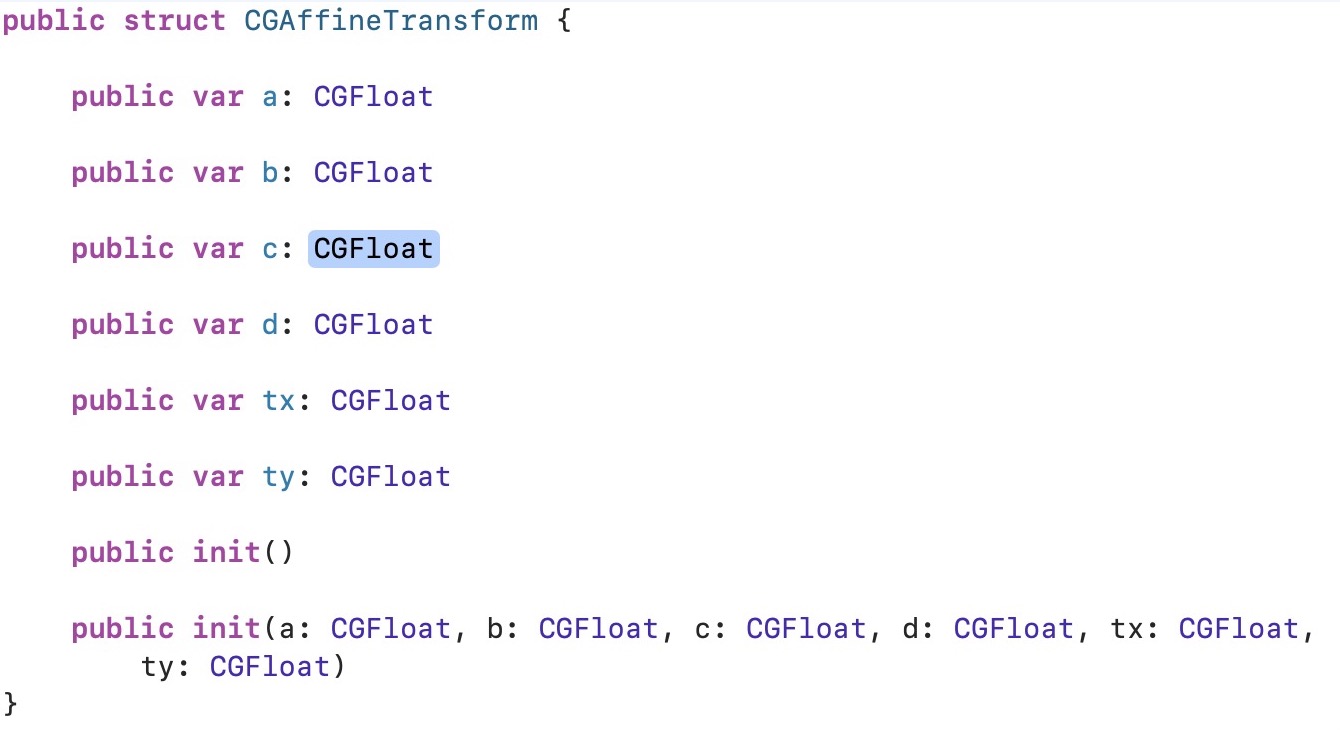 public struct CGAffineTransform {
public var a: CGFloat
public var b: CGFloat
public var c: CGFloat
public var d: CGFloat
public var tx: CGFloat
public var ty: CGFloat
public init()
public init(a: CGFloat, b: CGFloat, c: CGFloat, d: CGFloat, tx: CGFloat,
ty: CGFloat)
}